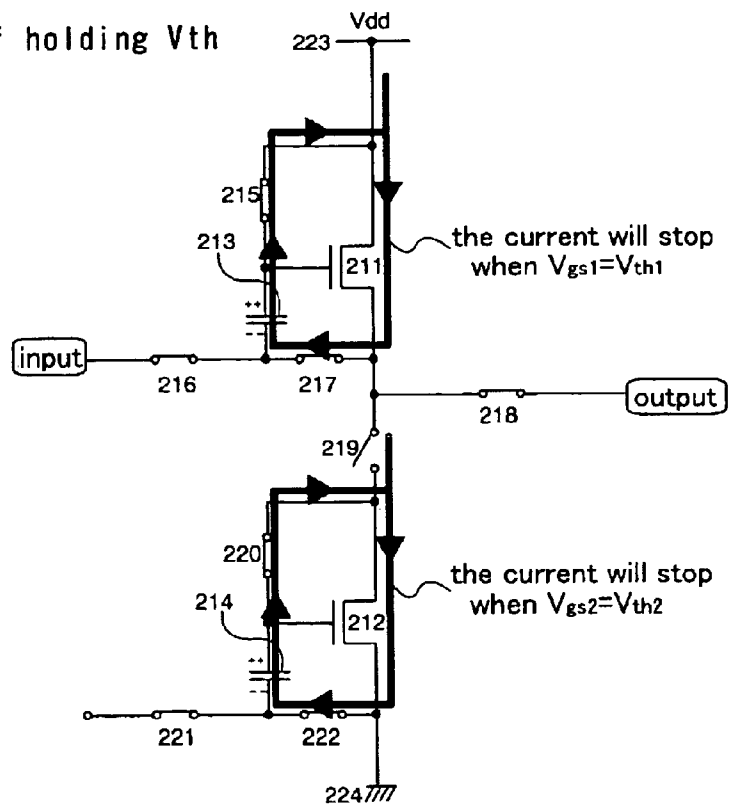 holding Vth
Vdd
223
215
213
211
the current will stop
when Vgs1=Vth1
++
--
input
216
217
218
output
219
220
214
212
the current will stop
when Vgs2=Vth2
++
--
221
222
224